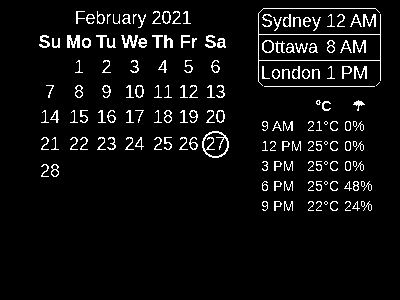 February 2021
Su Mo Tu We Th Fr Sa
1 2 3 4 5 6
7 8 9 10 11 12 13
14 15 16 17 18 19 20
21 22 23 24 25 26 27
28
Sydney 12 AM
Ottawa 8 AM
London 1 PM
°C ☂
9 AM 21°C 0%
12 PM 25°C 0%
3 PM 25°C 0%
6 PM 25°C 48%
9 PM 22°C 24%